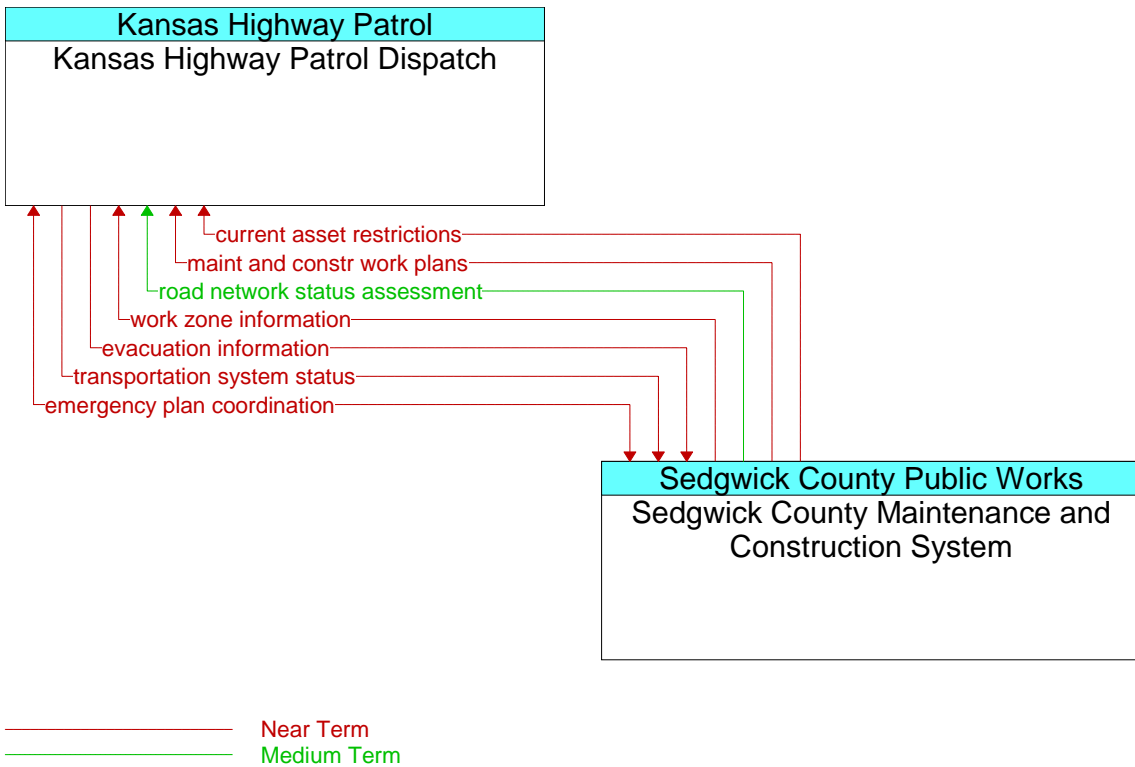 Kansas Highway Patrol
Kansas Highway Patrol Dispatch
current asset restrictions
maint and constr work plans
road network status assessment
work zone information
evacuation information
transportation system status
emergency plan coordination
Sedgwick County Public Works
Sedgwick County Maintenance and
Construction System
Near Term
Medium Term